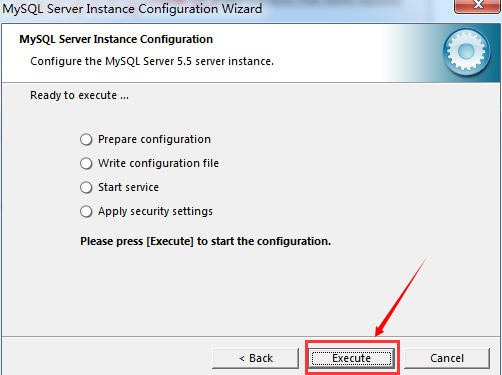 MySQL Server Instance Configuration Wizard
MySQL Server Instance Configuration
Configure the MySQL Server 5.5 server instance.
Ready to execute ...
Prepare configuration
Write configuration file
Start service
Apply security settings
Please press [Execute] to start the configuration.
< Back
Execute
Cancel